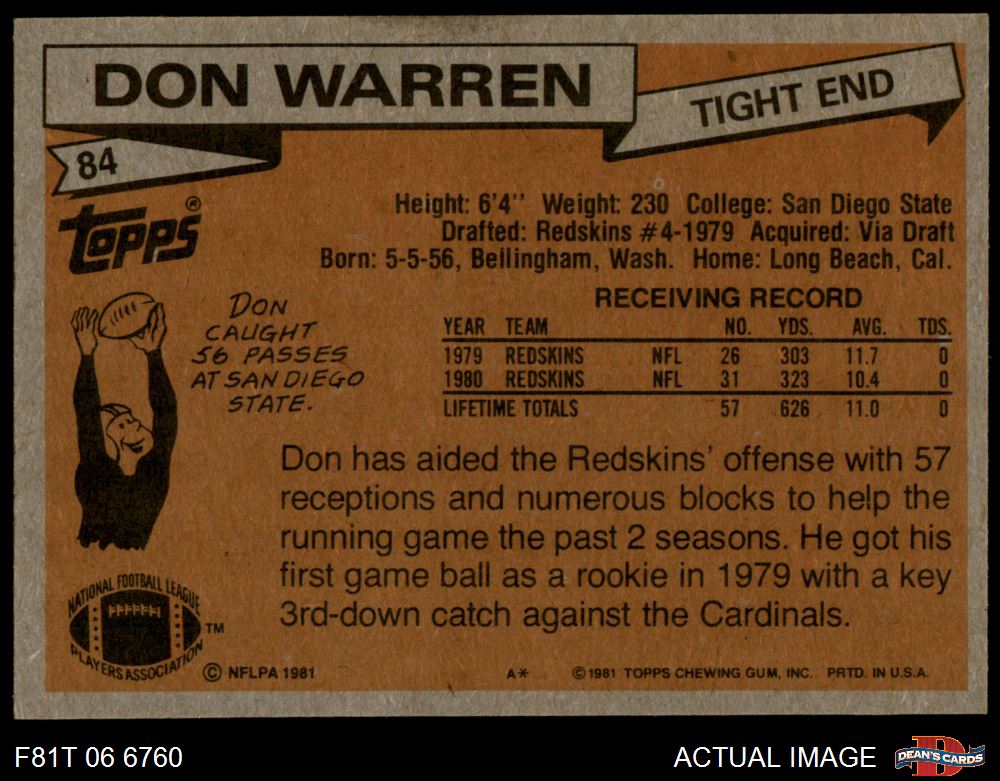 DON WARREN
TIGHT END
84
topps®
Height: 6'4'' Weight: 230 College: San Diego State
Drafted: Redskins #4-1979 Acquired: Via Draft
Born: 5-5-56, Bellingham, Wash. Home: Long Beach, Cal.
DON
CAUGHT
56 PASSES
AT SAN DIEGO
STATE.
RECEIVING RECORD
YEAR TEAM NO. YDS. AVG. TDS.
1979 REDSKINS NFL 26 303 11.7 0
1980 REDSKINS NFL 31 323 10.4 0
LIFETIME TOTALS 57 626 11.0 0
Don has aided the Redskins' offense with 57
receptions and numerous blocks to help the
running game the past 2 seasons. He got his
first game ball as a rookie in 1979 with a key
3rd-down catch against the Cardinals.
NATIONAL FOOTBALL LEAGUE
PLAYERS ASSOCIATION
TM
© NFLPA 1981
A*
© 1981 TOPPS CHEWING GUM, INC. PRTD. IN U.S.A.
F81T 06 6760
ACTUAL IMAGE
D
DEAN'S CARDS